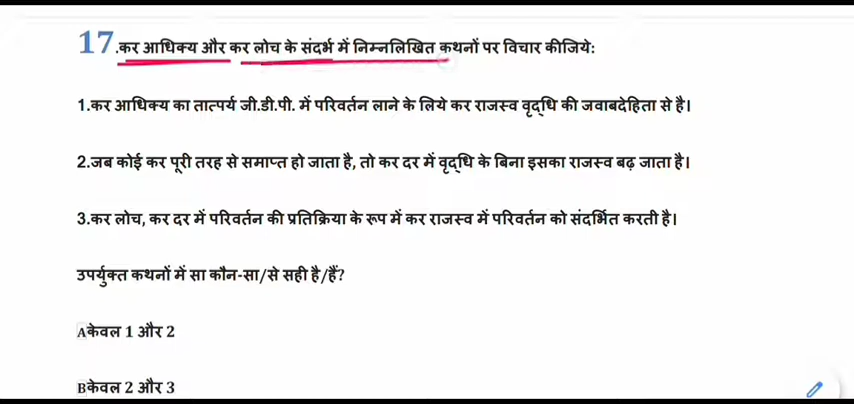 17.कर आधिक्य और कर लोच के संदर्भ में निम्नलिखित कथनों पर विचार कीजिये:
1.कर आधिक्य का तात्पर्य जी.डी.पी. में परिवर्तन लाने के लिये कर राजस्व वृद्धि की जवाबदेहिता से है।
2.जब कोई कर पूरी तरह से समाप्त हो जाता है, तो कर दर में वृद्धि के बिना इसका राजस्व बढ़ जाता है।
3.कर लोच, कर दर में परिवर्तन की प्रतिक्रिया के रूप में कर राजस्व में परिवर्तन को संदर्भित करती है।
उपर्युक्त कथनों में सा कौन-सा/से सही है/हैं?
Aकेवल 1 और 2
Bकेवल 2 और 3